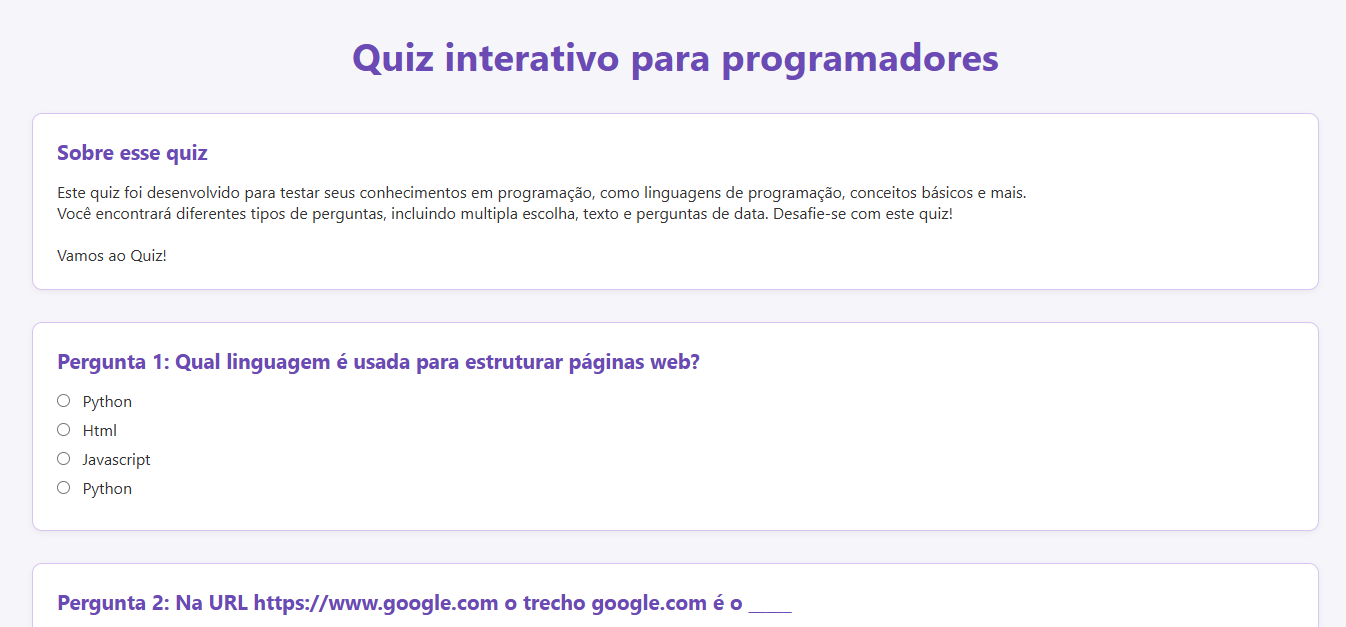 Quiz interativo para programadores
Sobre esse quiz
Este quiz foi desenvolvido para testar seus conhecimentos em programação, como linguagens de programação, conceitos básicos e mais.
Você encontrará diferentes tipos de perguntas, incluindo multipla escolha, texto e perguntas de data. Desafie-se com este quiz!
Vamos ao Quiz!
Pergunta 1: Qual linguagem é usada para estruturar páginas web?
Python
Html
Javascript
Python
Pergunta 2: Na URL https://www.google.com o trecho google.com é o _____